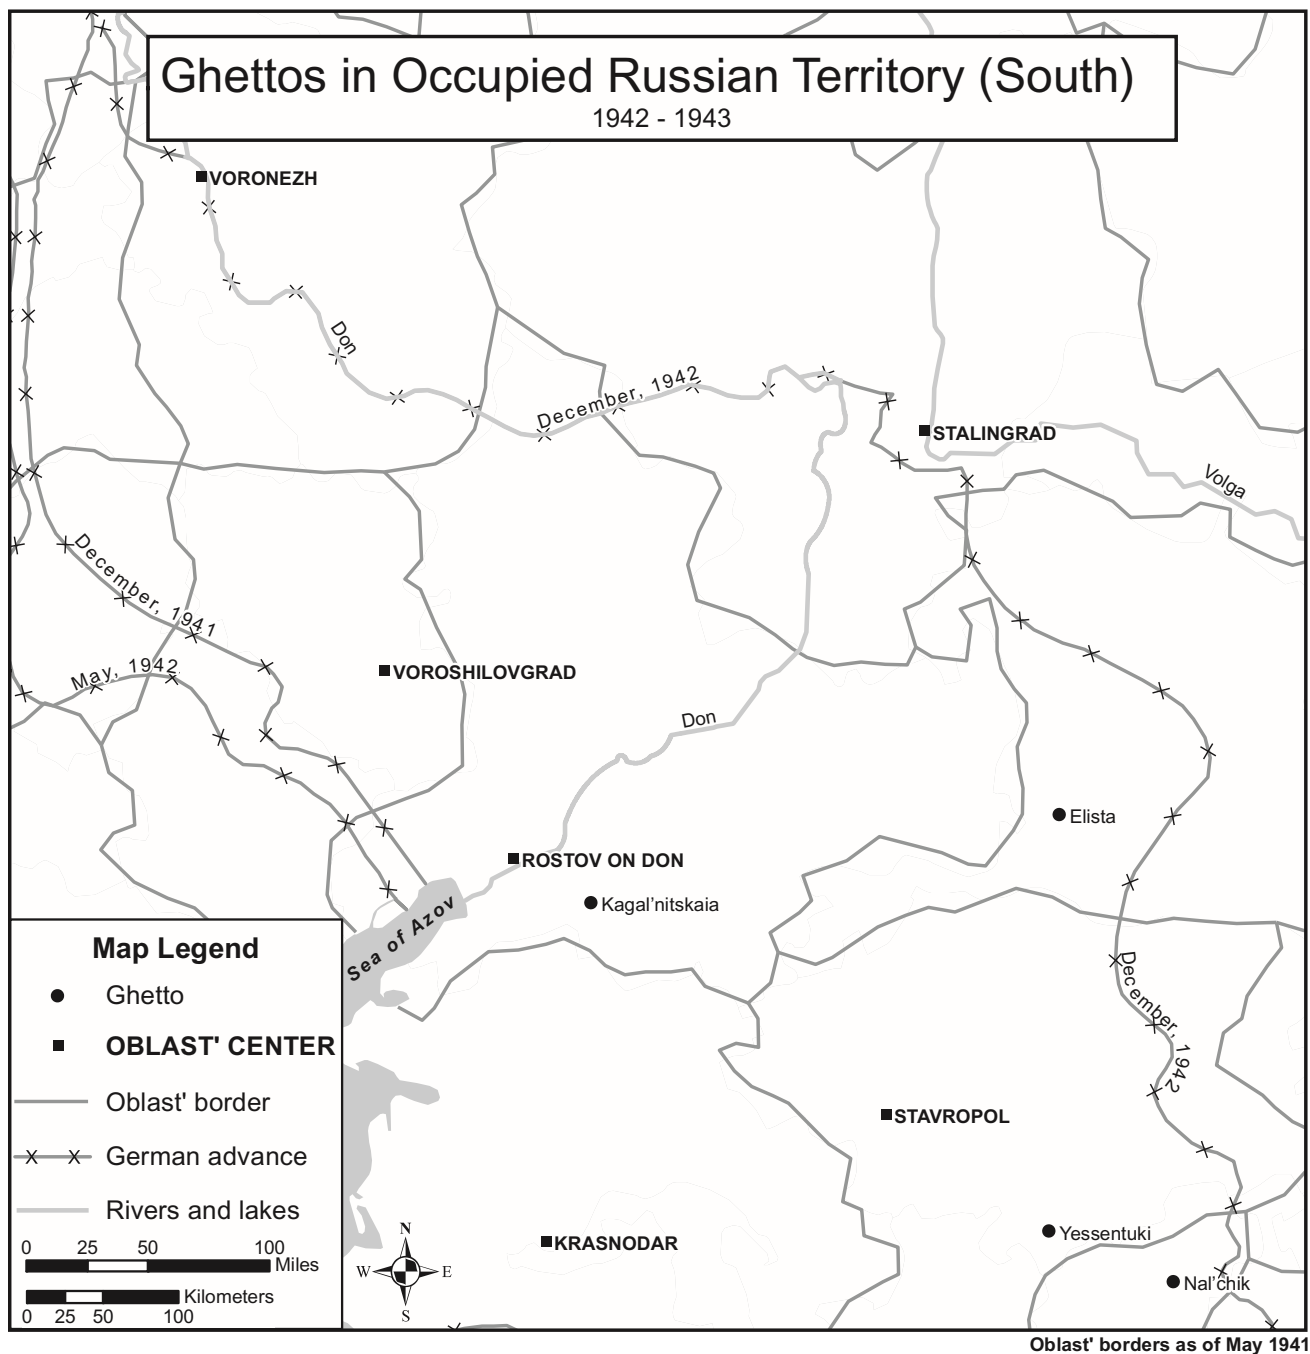 Ghettos in Occupied Russian Territory (South)
1942 - 1943
VORONEZH
Don
December, 1942
STALINGRAD
Volga
December, 1941
May, 1942
VOROSHILOVGRAD
Don
Elista
ROSTOV ON DON
Kagal'nitskaia
Sea of Azov
December, 1942
STAVROPOL
Yessentuki
KRASNODAR
Nal'chik
Map Legend
Ghetto
OBLAST' CENTER
Oblast' border
German advance
Rivers and lakes
0 25 50 100
Miles
Kilometers
0 25 50 100
N
W E
S
Oblast' borders as of May 1941